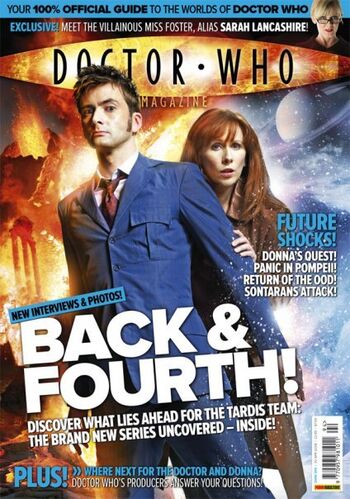 YOUR 100% OFFICIAL GUIDE TO THE WORLDS OF DOCTOR WHO
EXCLUSIVE! MEET THE VILLAINOUS MISS FOSTER, ALIAS SARAH LANCASHIRE!
DOCTOR · WHO
MAGAZINE
FUTURE
SHOCKS!
DONNA'S QUEST!
PANIC IN POMPEII!
RETURN OF THE OOD!
SONTARANS ATTACK!
NEW INTERVIEWS & PHOTOS!
BACK &
FOURTH!
DISCOVER WHAT LIES AHEAD FOR THE TARDIS TEAM:
THE BRAND NEW SERIES UNCOVERED – INSIDE!
PLUS! >> WHERE NEXT FOR THE DOCTOR AND DONNA?
DOCTOR WHO'S PRODUCERS ANSWER YOUR QUESTIONS!